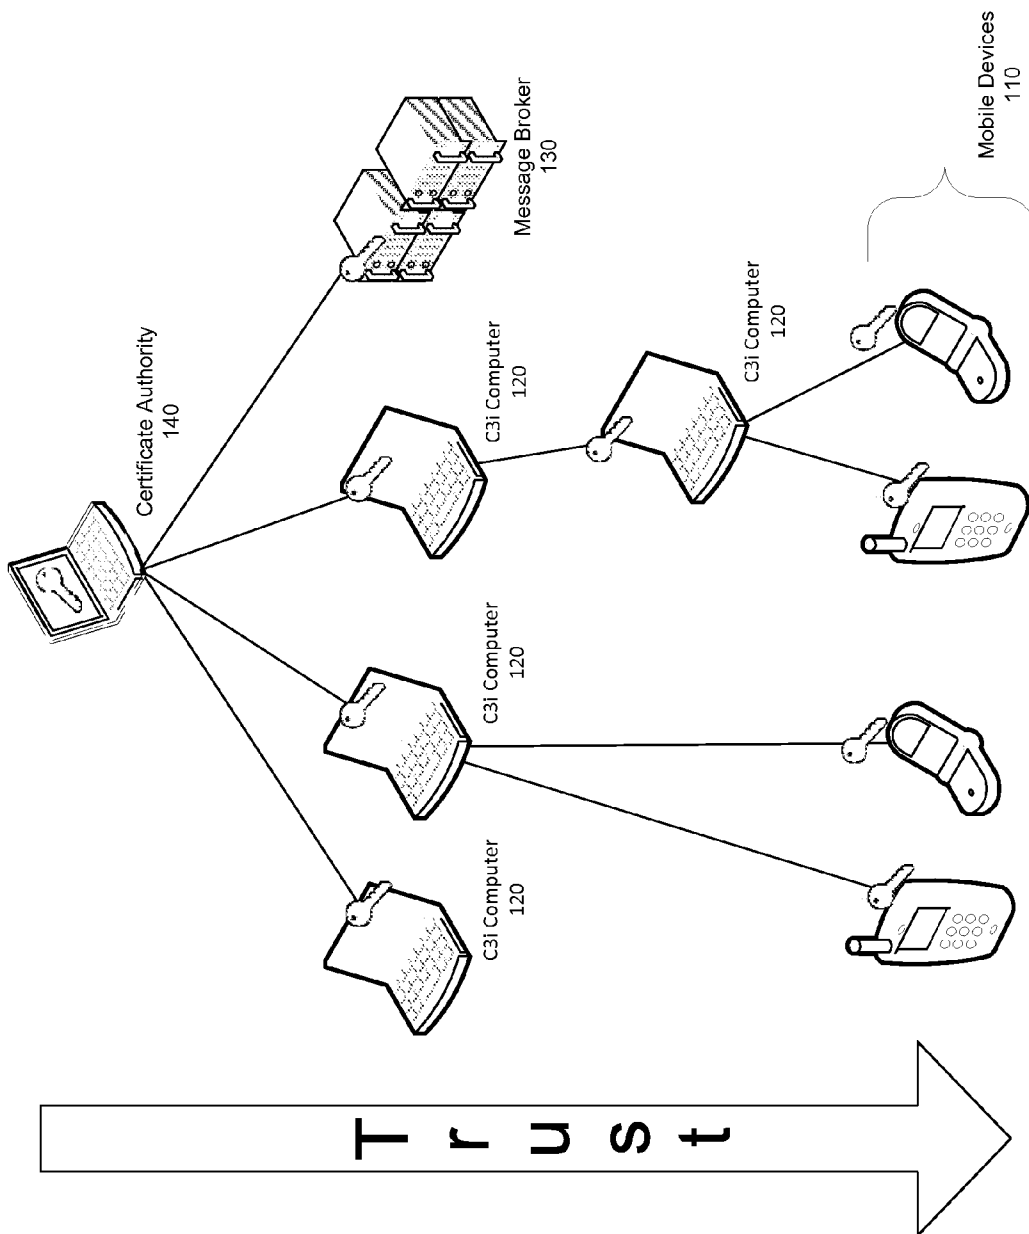 Certificate Authority
140
Message Broker
130
C3i Computer
120
C3i Computer
120
C3i Computer
120
C3i Computer
120
Mobile Devices
110
Trust